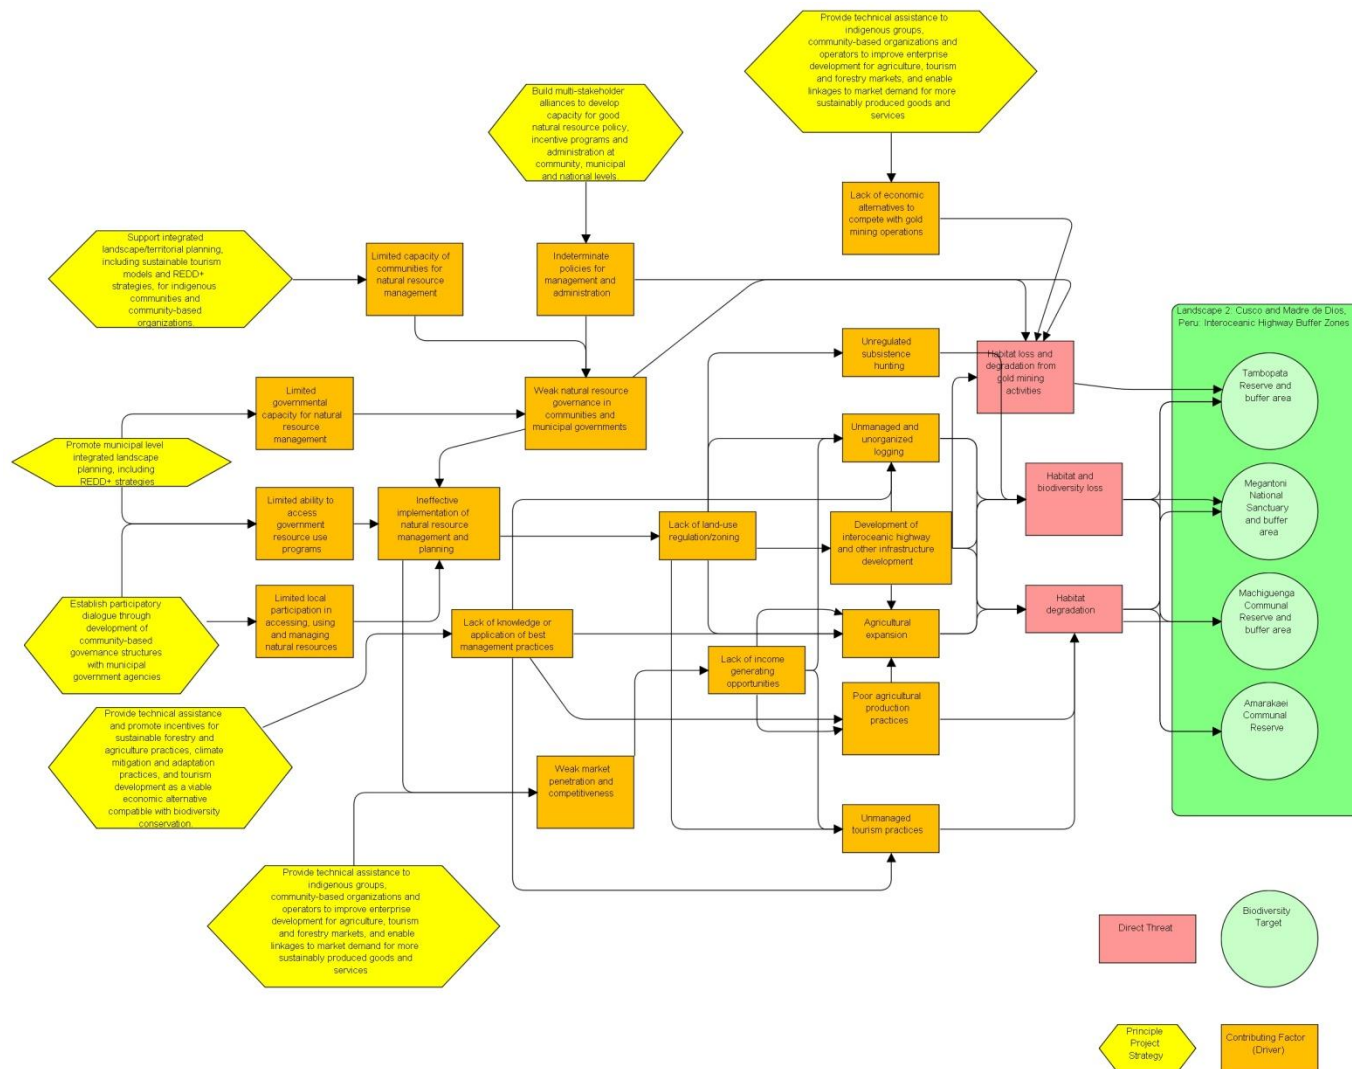 Provide technical assistance to
indigenous groups,
community-based organizations and
operators to improve enterprise
development for agriculture, tourism
and forestry markets, and enable
linkages to market demand for more
sustainably produced goods and
services
Build multi-stakeholder
alliances to develop
capacity for good
natural resource policy,
incentive programs and
administration at
community, municipal
and national levels.
Lack of economic
alternatives to
compete with gold
mining operations
Support integrated
landscape/territorial planning,
including sustainable tourism
models and REDD+
strategies, for indigenous
communities and
community-based
organizations.
Limited capacity of
communities for
natural resource
management
Indeterminate
policies for
management and
administration
Landscape 2: Cusco and Madre de Dios,
Peru: Interoceanic Highway Buffer Zones
Unregulated
subsistence
hunting
Habitat loss and
degradation from
gold mining
activities
Tambopata
Reserve and
buffer area
Limited
governmental
capacity for natural
resource
management
Weak natural resource
governance in
communities and
municipal governments
Promote municipal level
integrated landscape
planning, including
REDD+ strategies
Unmanaged and
unorganized
logging
Habitat and
biodiversity loss
Megantoni
National
Sanctuary
and buffer
area
Limited ability to
access
government
resource use
programs
Ineffective
implementation of
natural resource
management and
planning
Lack of land-use
regulation/zoning
Development of
interoceanic highway
and other infrastructure
development
Establish participatory
dialogue through
development of
community-based
governance structures
with municipal
government agencies
Limited local
participation in
accessing, using
and managing
natural resources
Lack of knowledge or
application of best
management practices
Agricultural
expansion
Habitat
degradation
Machiguenga
Communal
Reserve and
buffer area
Lack of income
generating
opportunities
Poor agricultural
production
practices
Amarakaei
Communal
Reserve
Provide technical assistance
and promote incentives for
sustainable forestry and
agriculture practices, climate
mitigation and adaptation
practices, and tourism
development as a viable
economic alternative
compatible with biodiversity
conservation.
Weak market
penetration and
competitiveness
Unmanaged
tourism practices
Provide technical assistance to
indigenous groups,
community-based organizations and
operators to improve enterprise
development for agriculture, tourism
and forestry markets, and enable
linkages to market demand for more
sustainably produced goods and
services
Direct Threat
Biodiversity
Target
Principle
Project
Strategy
Contributing Factor
(Driver)